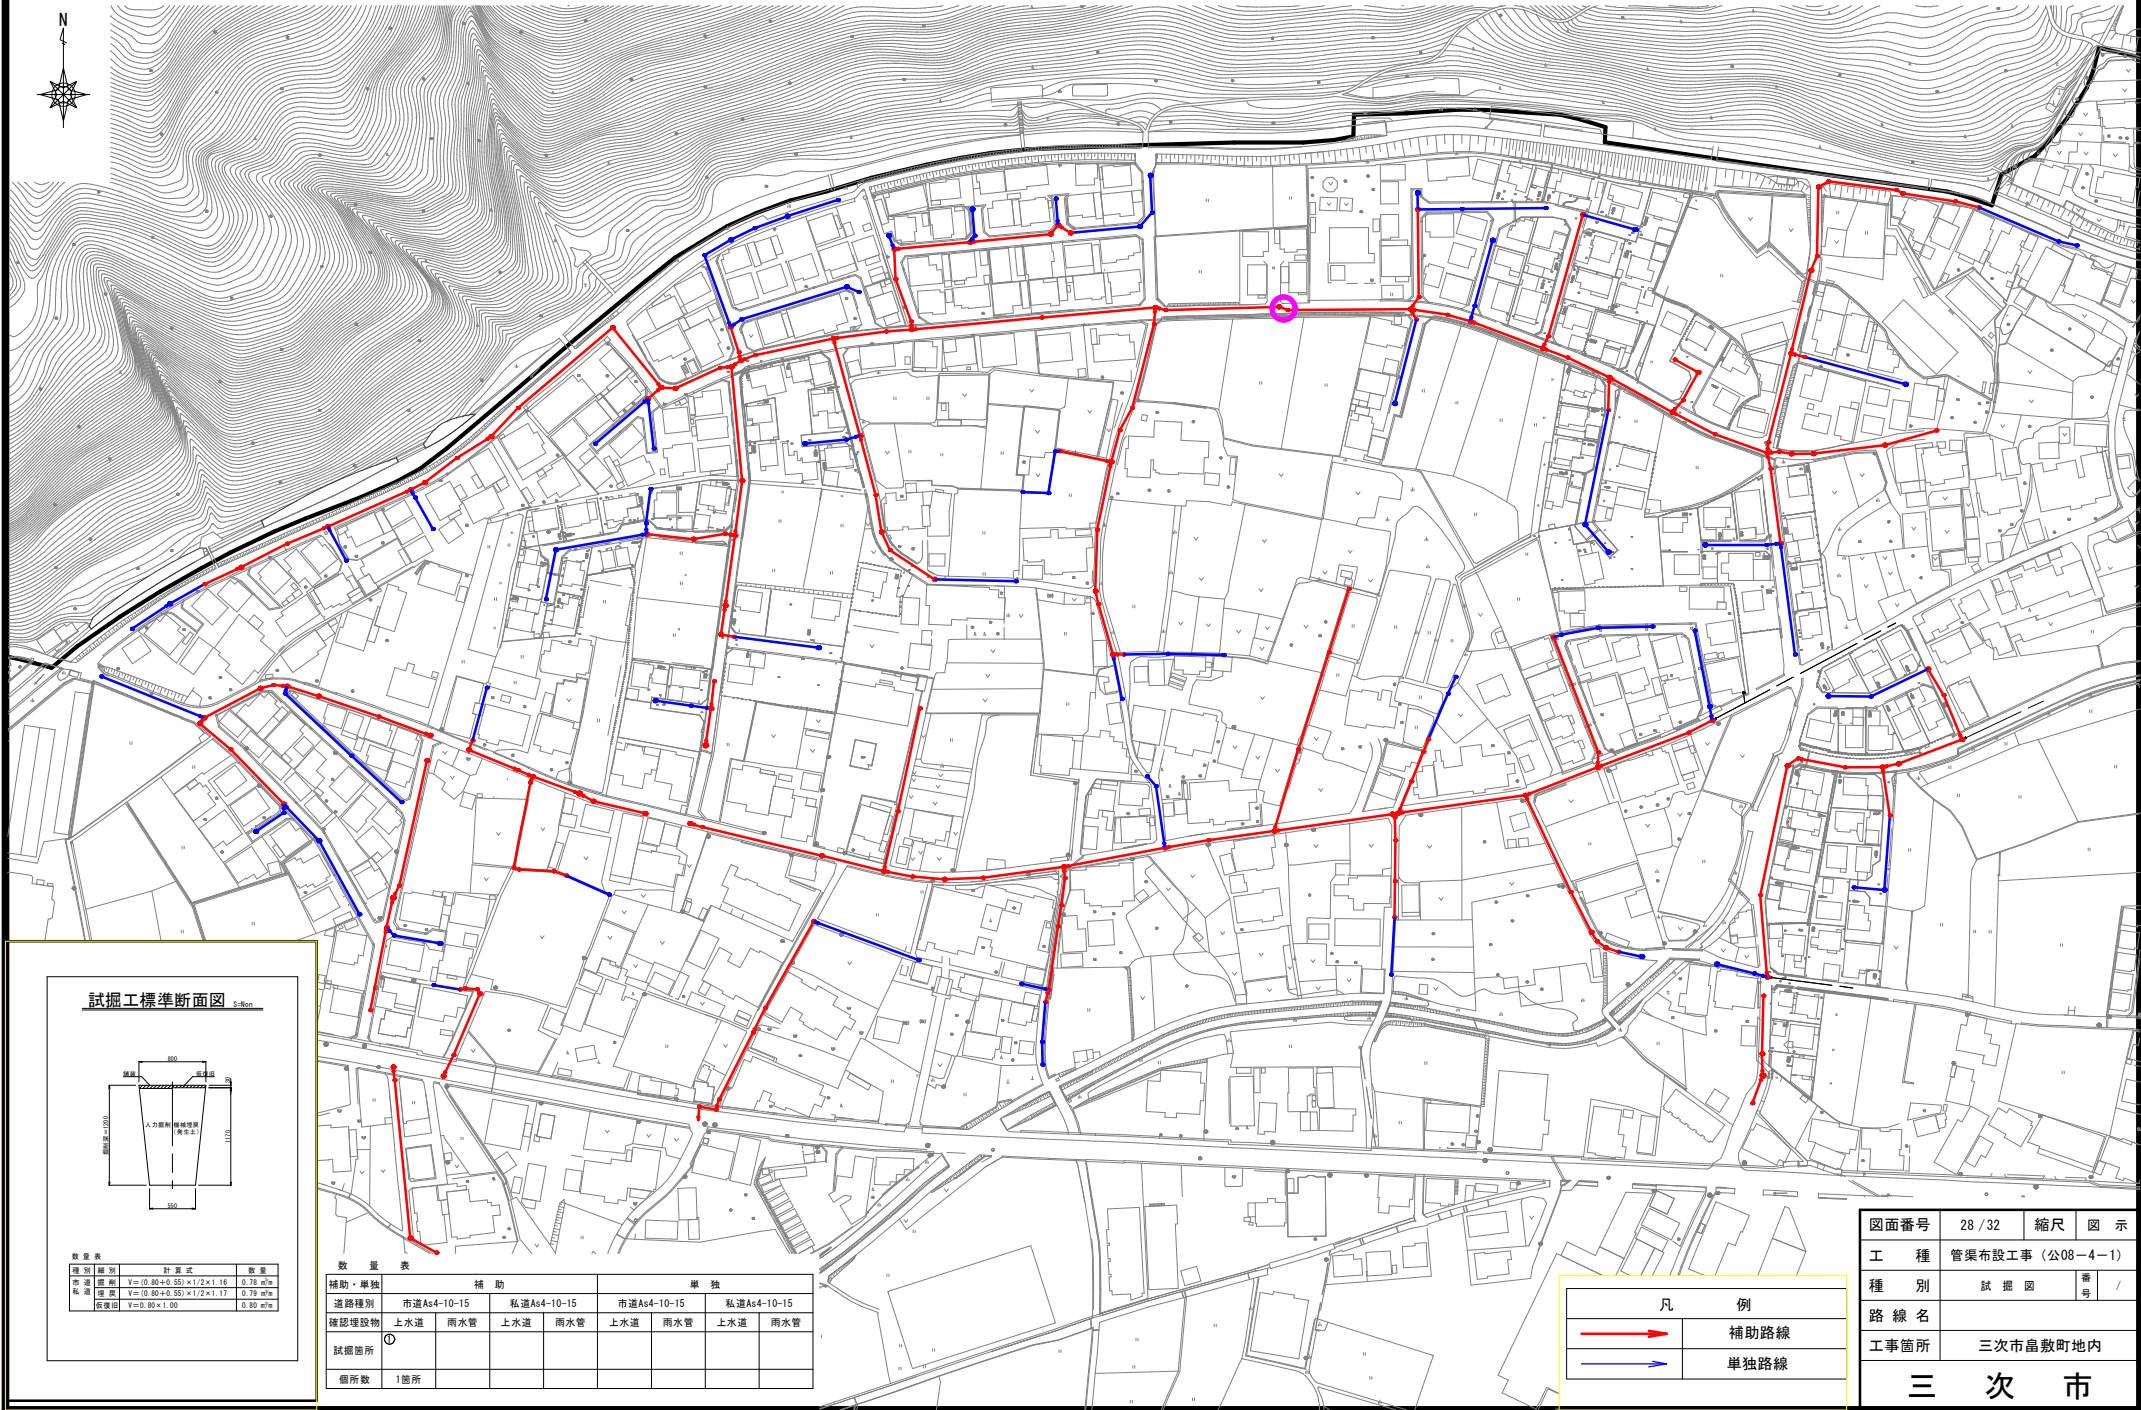 N
試掘工標準断面図 S=Non
800
舗装
仮復旧
30
掘削深=1200
人力掘削
機械埋戻
(発生土)
1170
550
数 量 表
種 別 細 別 計 算 式 数 量
市 道 掘 削 V=(0.80+0.55)×1/2×1.16 0.78 m³/m
私 道 埋 戻 V=(0.80+0.55)×1/2×1.17 0.79 m³/m
仮復旧 V=0.80×1.00 0.80 m²/m
数 量 表
補助・単独 補 助 単 独
道路種別 市道As4-10-15 私道As4-10-15 市道As4-10-15 私道As4-10-15
確認埋設物 上水道 雨水管 上水道 雨水管 上水道 雨水管 上水道 雨水管
試掘箇所 ①
個所数 1箇所
凡 例
補助路線
単独路線
図面番号 28 / 32 縮尺 図 示
工 種 管渠布設工事（公08－4－1）
種 別 試 掘 図 番号 /
路 線 名
工事箇所 三次市畠敷町地内
三 次 市